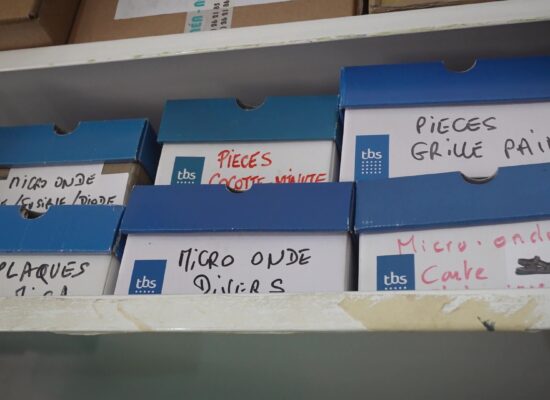 MICRO ONDE
/FUSIBLE/DIODE
tbs
PIECES
COCOTTE MINUTE
tbs
PIECES
GRILLE PAIN
PLAQUES
MICA
tbs
MICRO ONDE
DIVERS
tbs
Micro-onde
Carte